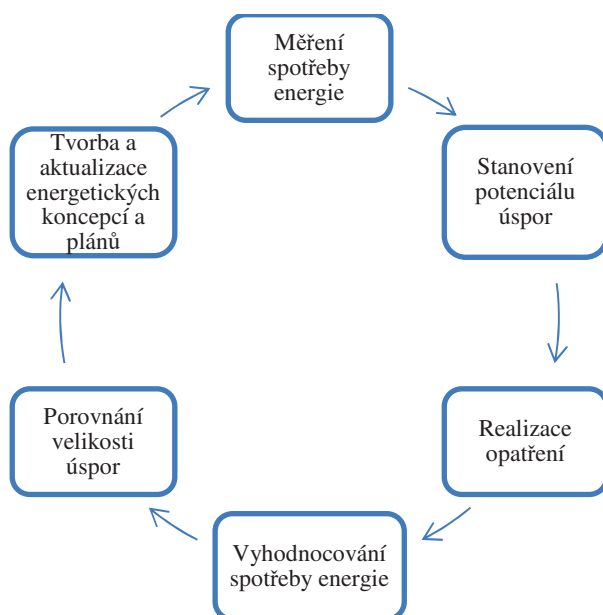 Měření
spotřeby
energie
Stanovení
potenciálu
úspor
Realizace
opatření
Vyhodnocování
spotřeby energie
Porovnání
velikosti
úspor
Tvorba a
aktualizace
energetických
koncepcí a
plánů